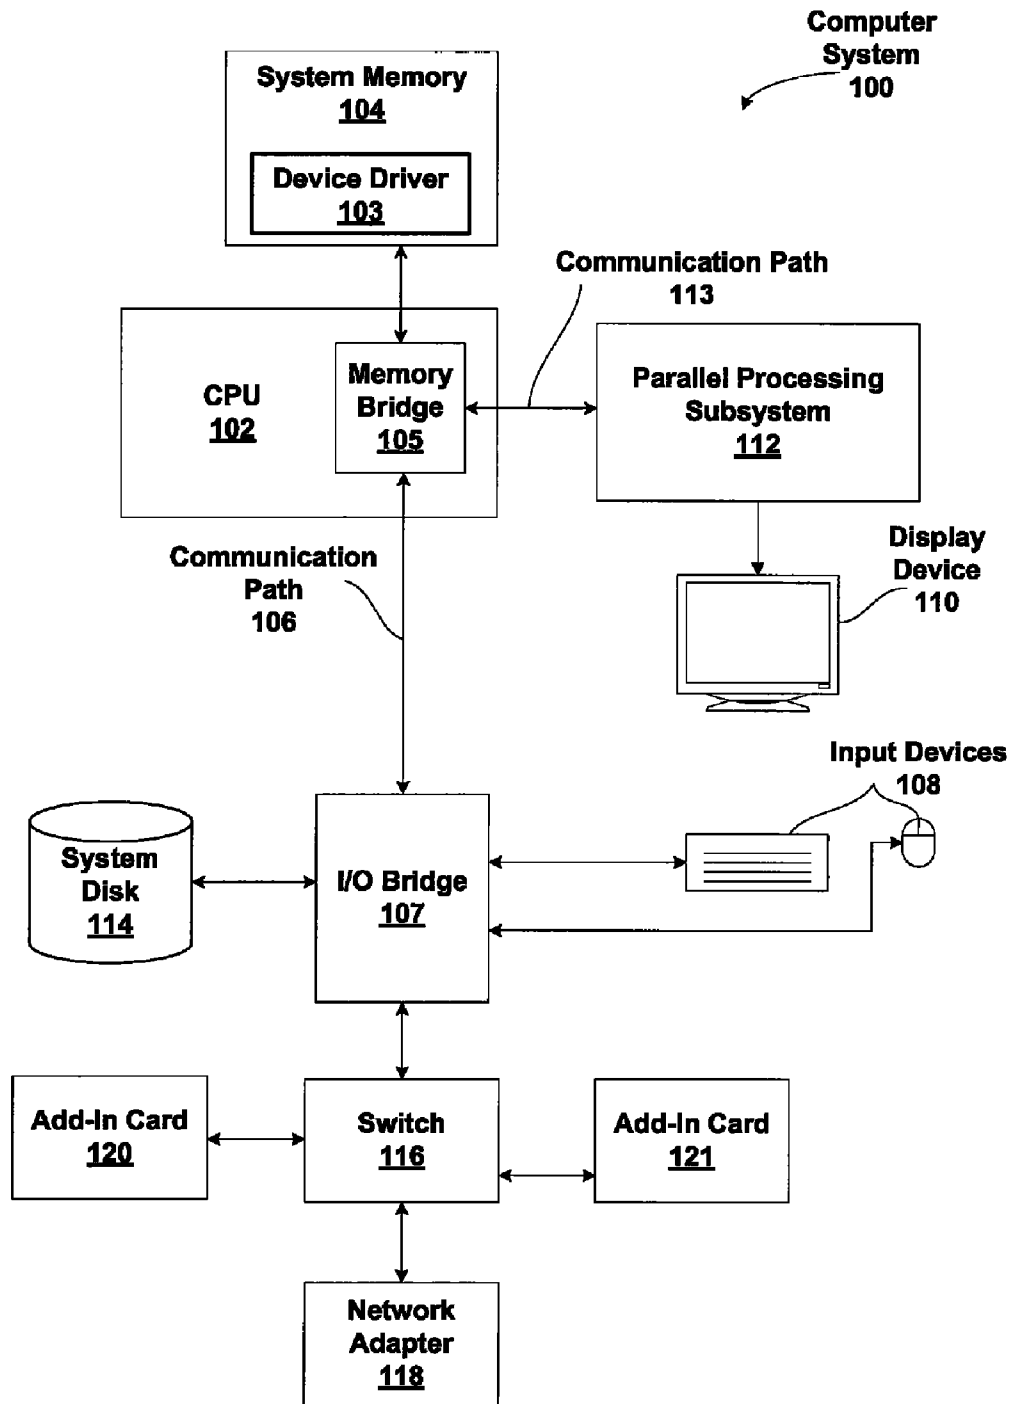 Computer
System
100
System Memory
104
Device Driver
103
Communication Path
113
CPU
102
Memory
Bridge
105
Parallel Processing
Subsystem
112
Communication
Path
106
Display
Device
110
Input Devices
108
System
Disk
114
I/O Bridge
107
Add-In Card
120
Switch
116
Add-In Card
121
Network
Adapter
118